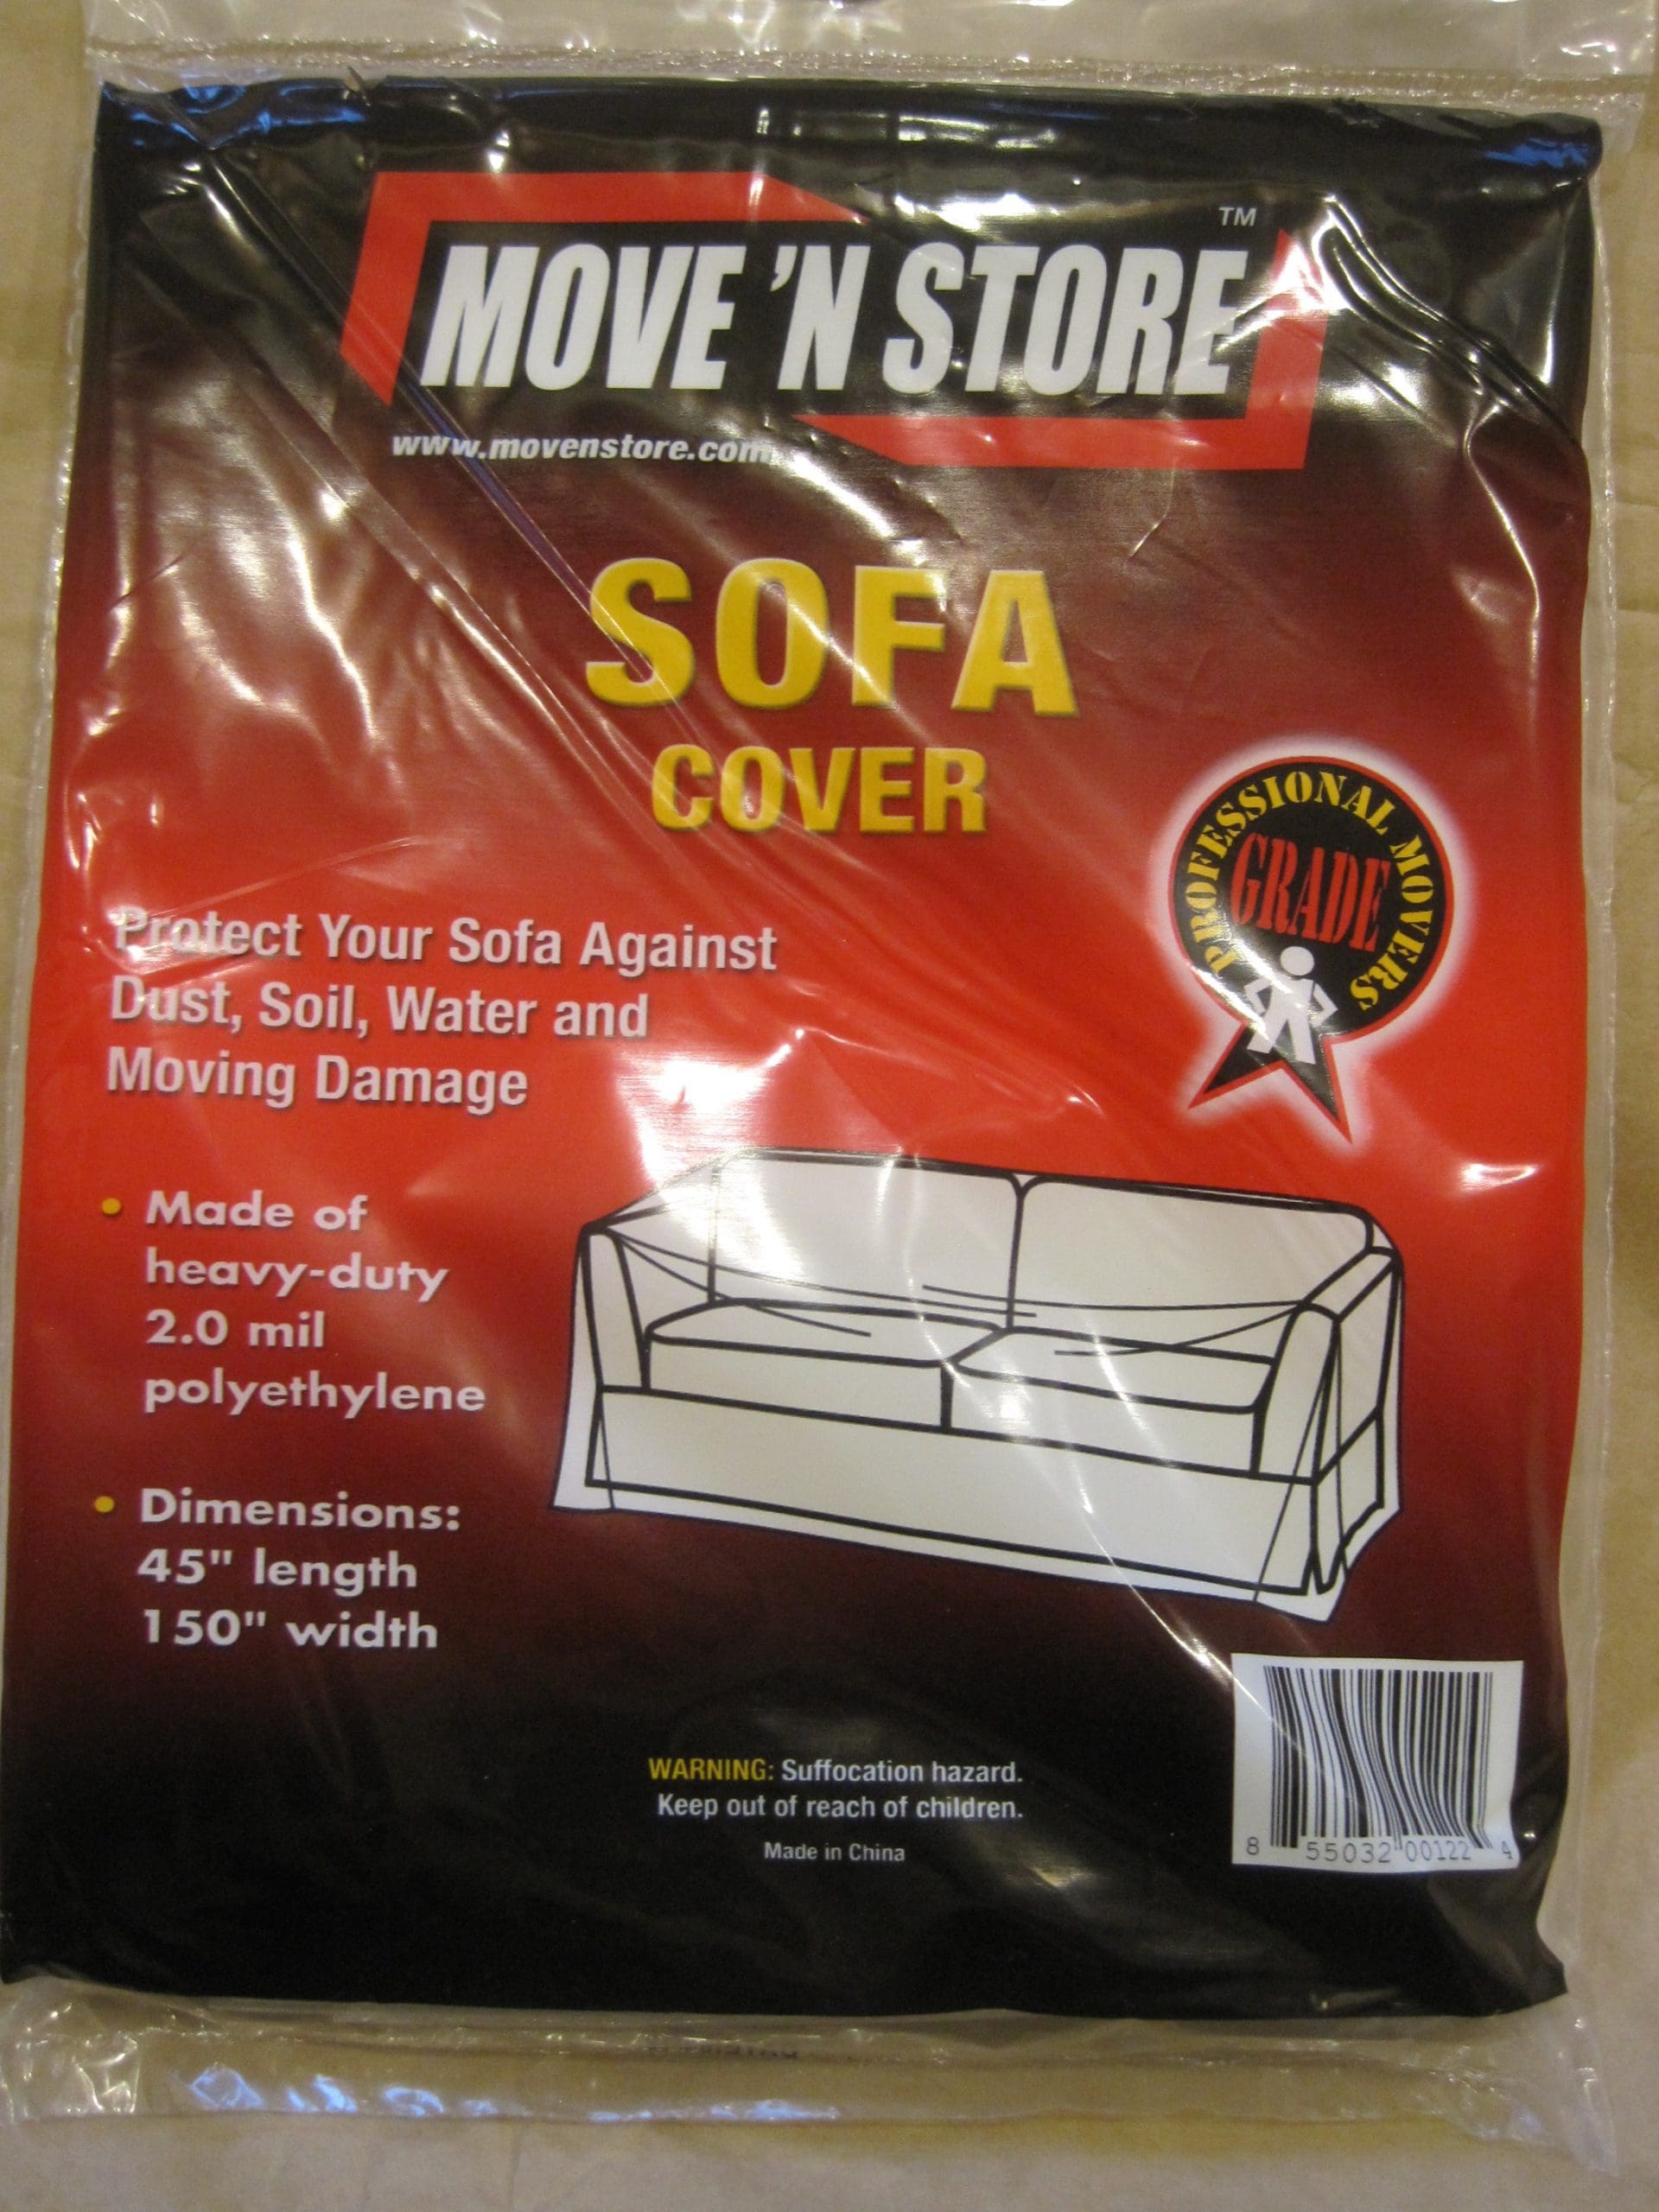 MOVE 'N STORE
TM
www.movenstore.com
SOFA
COVER
PROFESSIONAL MOVERS
GRADE
Protect Your Sofa Against
Dust, Soil, Water and
Moving Damage
• Made of
heavy-duty
2.0 mil
polyethylene
• Dimensions:
45" length
150" width
WARNING: Suffocation hazard.
Keep out of reach of children.
Made in China
8 55032 00122 4